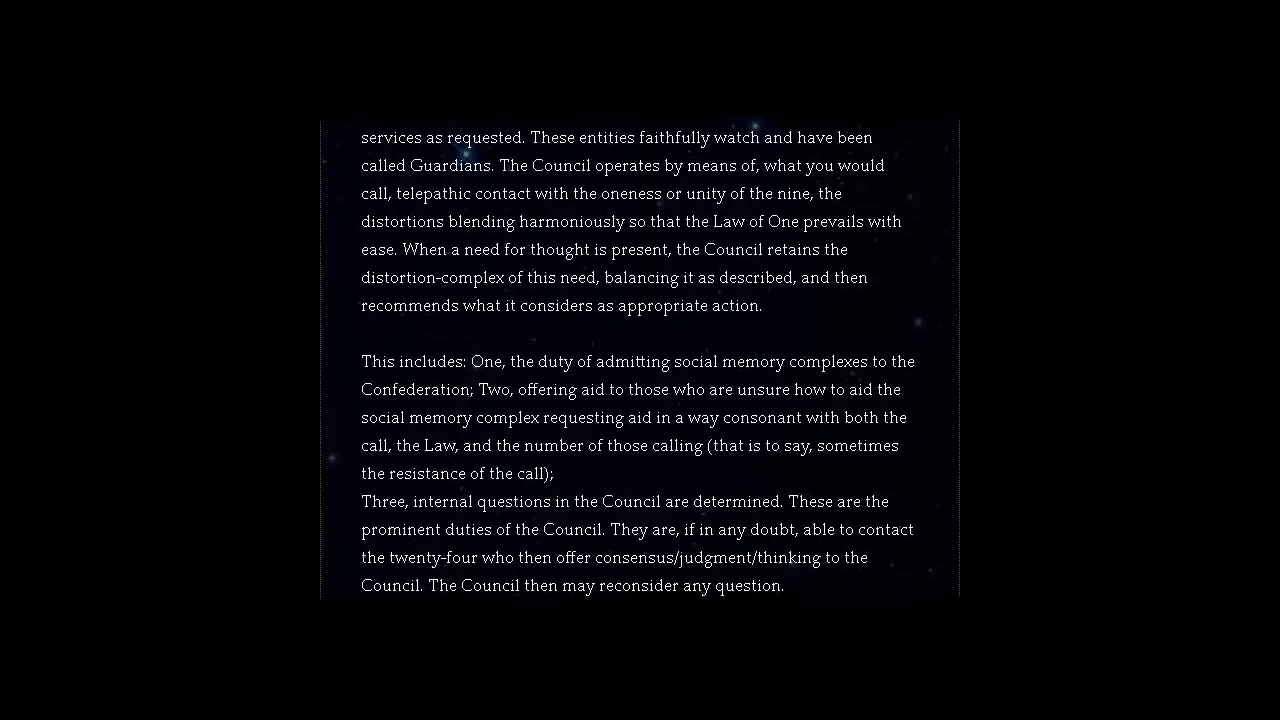 services as requested. These entities faithfully watch and have been
called Guardians. The Council operates by means of, what you would
call, telepathic contact with the oneness or unity of the nine, the
distortions blending harmoniously so that the Law of One prevails with
ease. When a need for thought is present, the Council retains the
distortion-complex of this need, balancing it as described, and then
recommends what it considers as appropriate action.
This includes: One, the duty of admitting social memory complexes to the
Confederation; Two, offering aid to those who are unsure how to aid the
social memory complex requesting aid in a way consonant with both the
call, the Law, and the number of those calling (that is to say, sometimes
the resistance of the call);
Three, internal questions in the Council are determined. These are the
prominent duties of the Council. They are, if in any doubt, able to contact
the twenty-four who then offer consensus/judgment/thinking to the
Council. The Council then may reconsider any question.